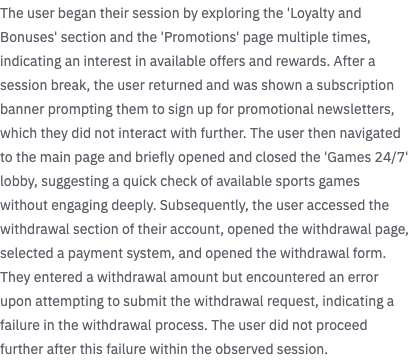 The user began their session by exploring the 'Loyalty and
Bonuses' section and the 'Promotions' page multiple times,
indicating an interest in available offers and rewards. After a
session break, the user returned and was shown a subscription
banner prompting them to sign up for promotional newsletters,
which they did not interact with further. The user then navigated
to the main page and briefly opened and closed the 'Games 24/7'
lobby, suggesting a quick check of available sports games
without engaging deeply. Subsequently, the user accessed the
withdrawal section of their account, opened the withdrawal page,
selected a payment system, and opened the withdrawal form.
They entered a withdrawal amount but encountered an error
upon attempting to submit the withdrawal request, indicating a
failure in the withdrawal process. The user did not proceed
further after this failure within the observed session.